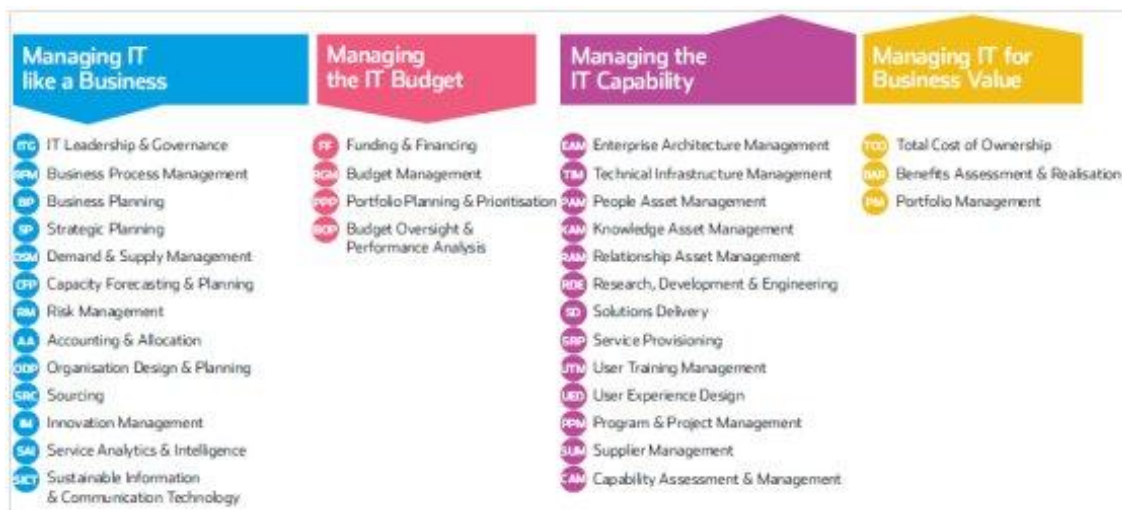 Managing IT
like a Business
ITG IT Leadership & Governance
BPM Business Process Management
BP Business Planning
SP Strategic Planning
DSM Demand & Supply Management
CFP Capacity Forecasting & Planning
RM Risk Management
AA Accounting & Allocation
ODP Organisation Design & Planning
SRC Sourcing
IM Innovation Management
SAI Service Analytics & Intelligence
SICT Sustainable Information
& Communication Technology
Managing
the IT Budget
FF Funding & Financing
BGM Budget Management
PPP Portfolio Planning & Prioritisation
BOP Budget Oversight &
Performance Analysis
Managing the
IT Capability
EAM Enterprise Architecture Management
TIM Technical Infrastructure Management
PAM People Asset Management
KAM Knowledge Asset Management
RAM Relationship Asset Management
RDE Research, Development & Engineering
SD Solutions Delivery
SRP Service Provisioning
UTM User Training Management
UED User Experience Design
PPM Program & Project Management
SUM Supplier Management
CAM Capability Assessment & Management
Managing IT for
Business Value
TCO Total Cost of Ownership
BAR Benefits Assessment & Realisation
PM Portfolio Management